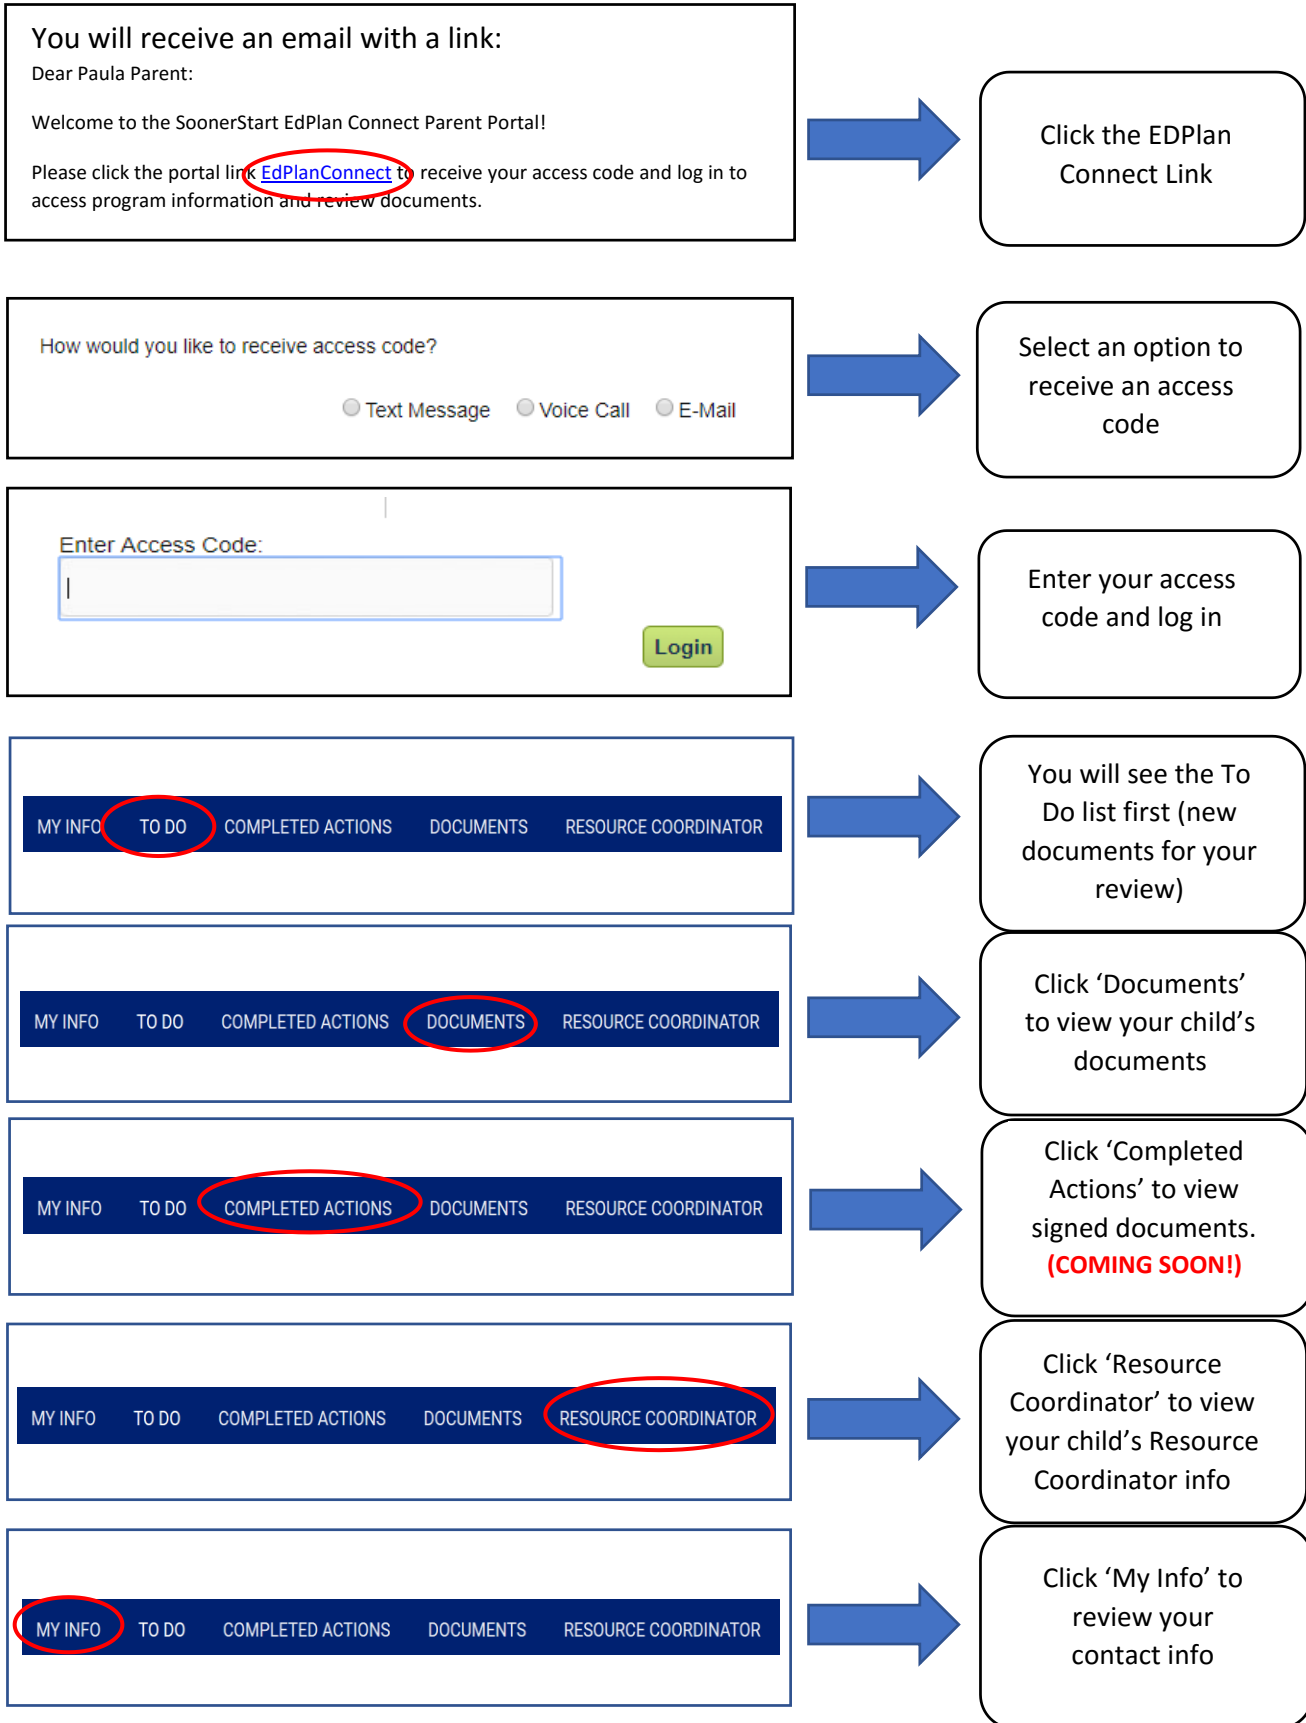 You will receive an email with a link:
Dear Paula Parent:
Welcome to the SoonerStart EdPlan Connect Parent Portal!
Please click the portal link EdPlanConnect to receive your access code and log in to
access program information and review documents.
Click the EDPlan
Connect Link
How would you like to receive access code?
Text Message Voice Call E-Mail
Select an option to
receive an access
code
Enter Access Code:
Login
Enter your access
code and log in
MY INFO TO DO COMPLETED ACTIONS DOCUMENTS RESOURCE COORDINATOR
You will see the To
Do list first (new
documents for your
review)
MY INFO TO DO COMPLETED ACTIONS DOCUMENTS RESOURCE COORDINATOR
Click ‘Documents’
to view your child’s
documents
MY INFO TO DO COMPLETED ACTIONS DOCUMENTS RESOURCE COORDINATOR
Click ‘Completed
Actions’ to view
signed documents.
(COMING SOON!)
MY INFO TO DO COMPLETED ACTIONS DOCUMENTS RESOURCE COORDINATOR
Click ‘Resource
Coordinator’ to view
your child’s Resource
Coordinator info
MY INFO TO DO COMPLETED ACTIONS DOCUMENTS RESOURCE COORDINATOR
Click ‘My Info’ to
review your
contact info